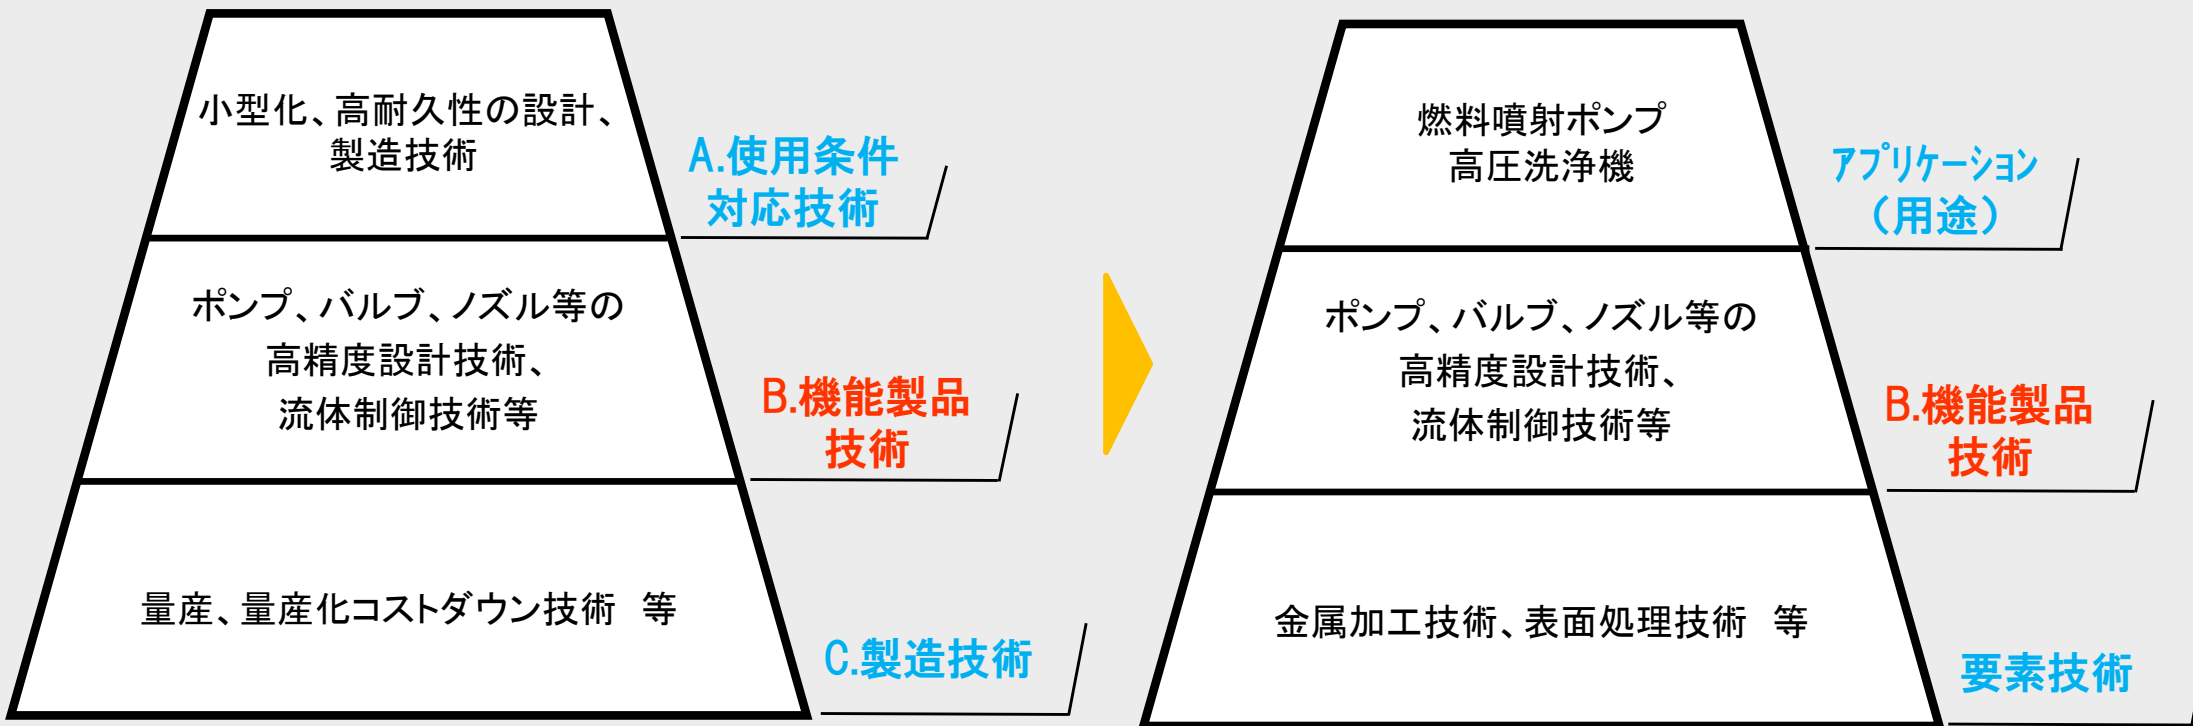 小型化、高耐久性の設計、
製造技術
A.使用条件
対応技術
ポンプ、バルブ、ノズル等の
高精度設計技術、
流体制御技術等
B.機能製品
技術
量産、量産化コストダウン技術　等
C.製造技術
燃料噴射ポンプ
高圧洗浄機
アプリケーション
（用途）
ポンプ、バルブ、ノズル等の
高精度設計技術、
流体制御技術等
B.機能製品
技術
金属加工技術、表面処理技術　等
要素技術